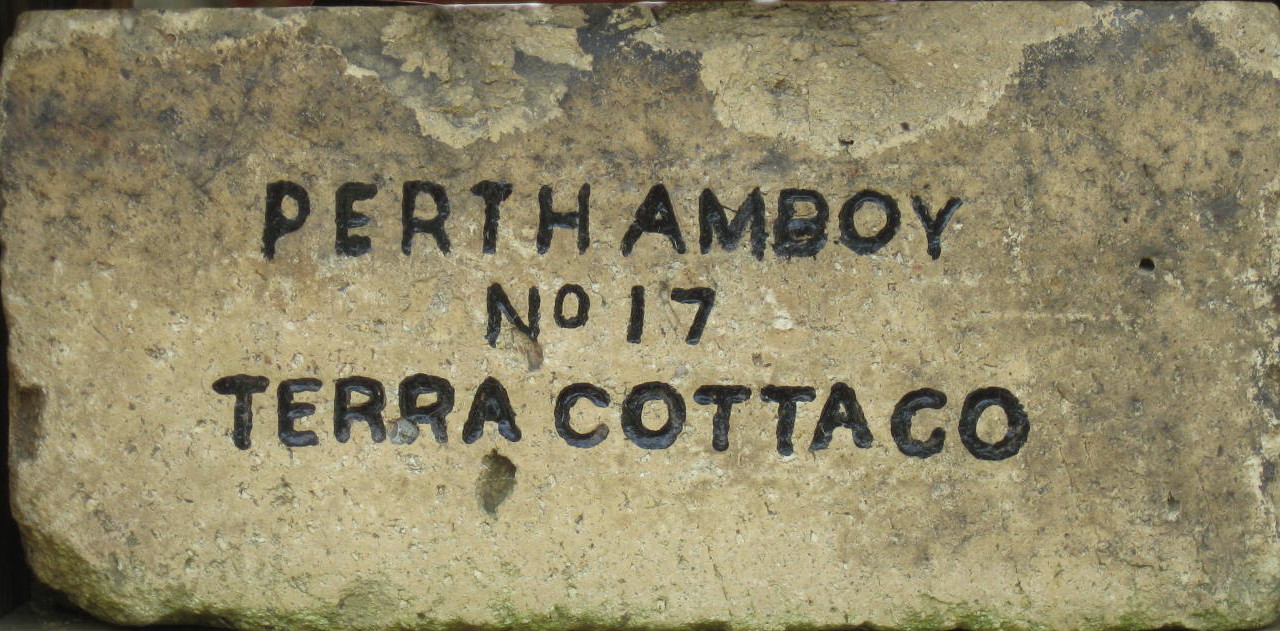 PERTH AMBOY
No 17
TERRA COTTA CO